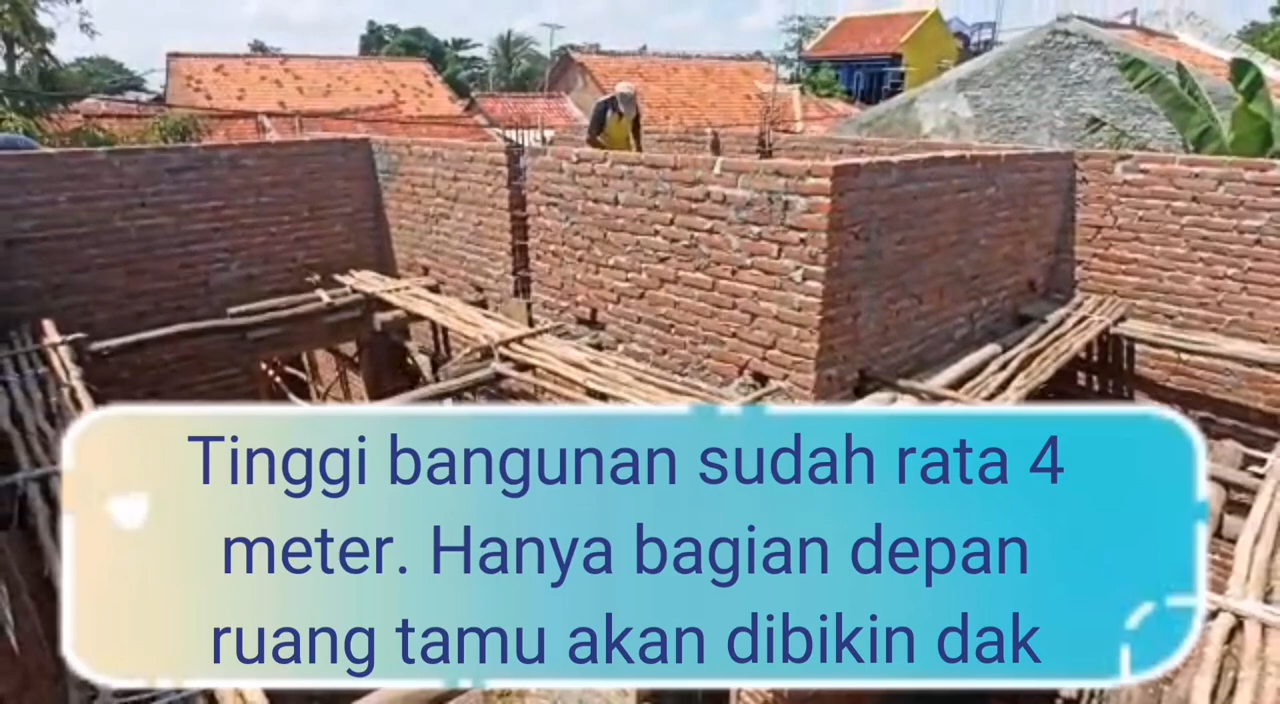 Tinggi bangunan sudah rata 4
meter. Hanya bagian depan
ruang tamu akan dibikin dak